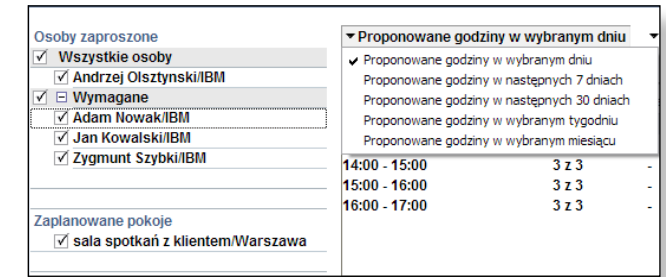 Osoby zaproszone
Wszystkie osoby
Andrzej Olsztynski/IBM
Wymagane
Adam Nowak/IBM
Jan Kowalski/IBM
Zygmunt Szybki/IBM
Zaplanowane pokoje
sala spotkań z klientem/Warszawa
Proponowane godziny w wybranym dniu
Proponowane godziny w wybranym dniu
Proponowane godziny w następnych 7 dniach
Proponowane godziny w następnych 30 dniach
Proponowane godziny w wybranym tygodniu
Proponowane godziny w wybranym miesiącu
14:00 - 15:00 3 z 3 -
15:00 - 16:00 3 z 3 -
16:00 - 17:00 3 z 3 -